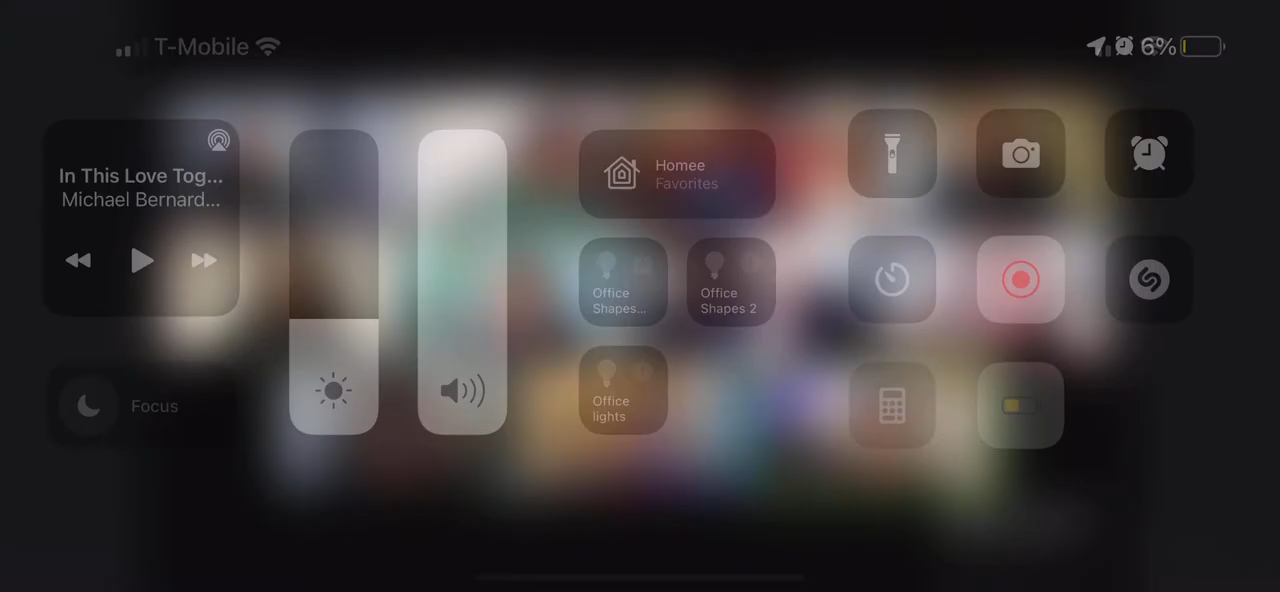 T-Mobile
6%
In This Love Tog...
Michael Bernard...
Homee
Favorites
Office
Shapes...
Office
Shapes 2
Office
lights
Focus